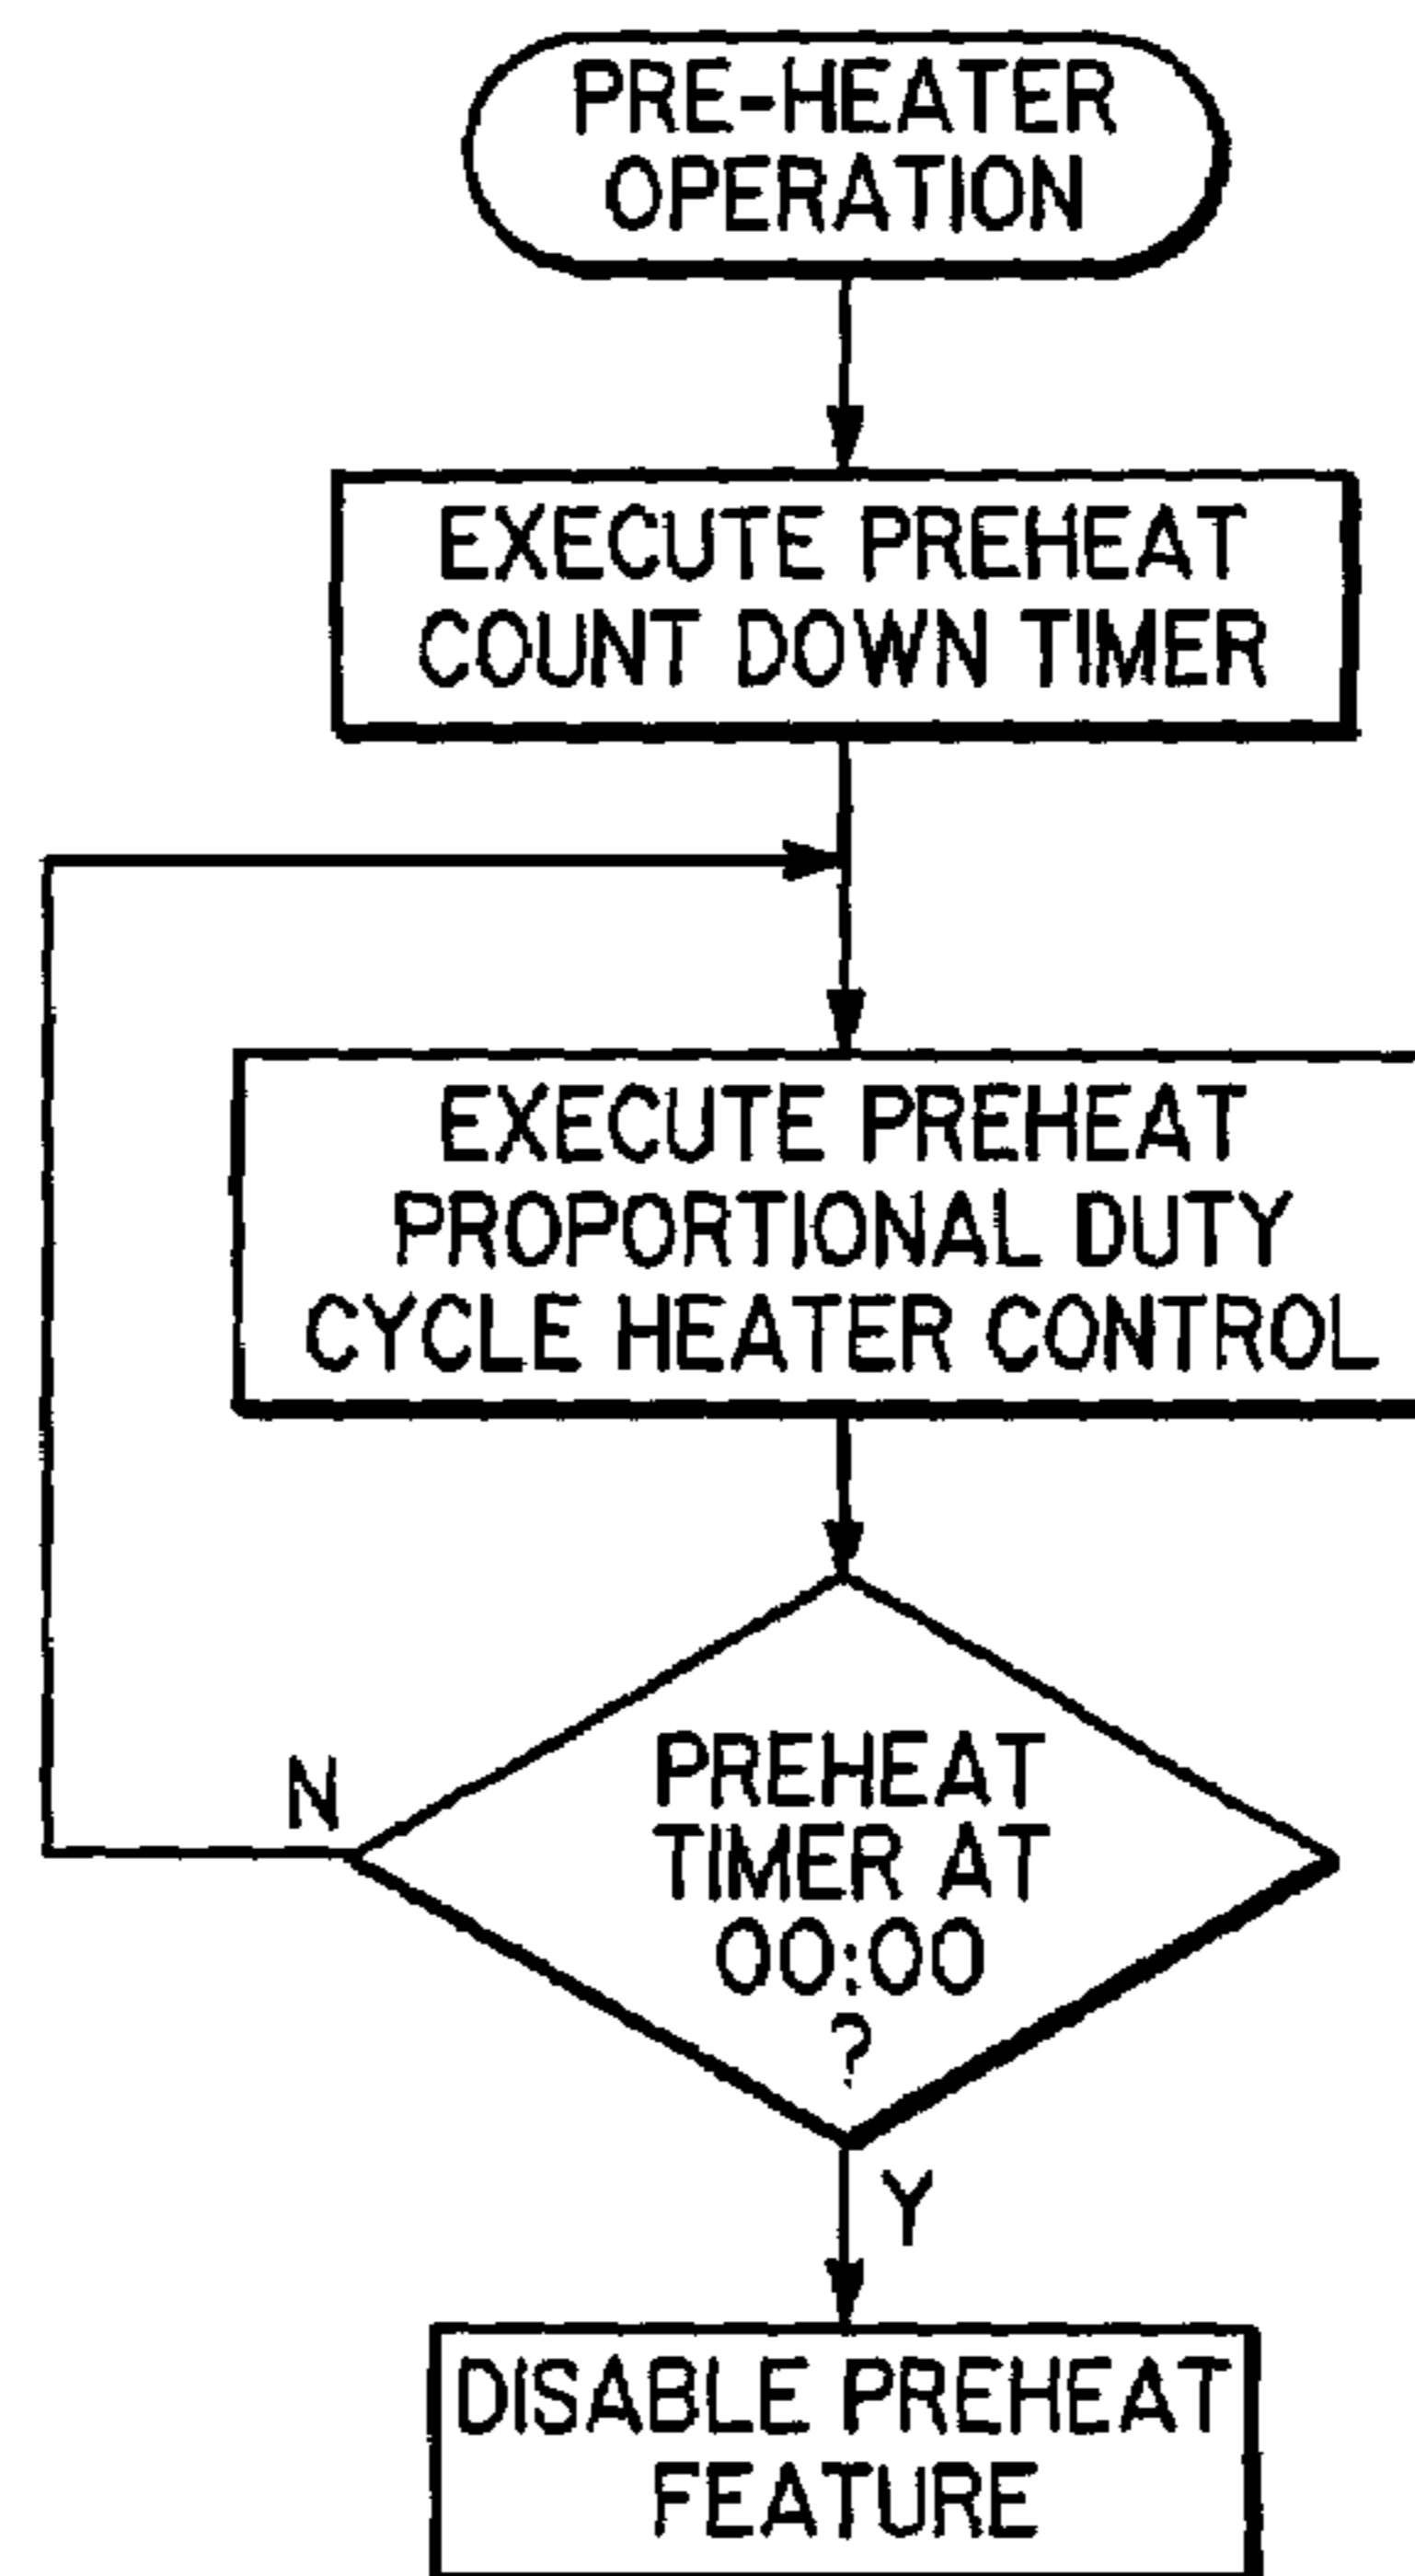 PRE-HEATER
OPERATION
EXECUTE PREHEAT
COUNT DOWN TIMER
EXECUTE PREHEAT
PROPORTIONAL DUTY
CYCLE HEATER CONTROL
N
PREHEAT
TIMER AT
00:00
?
Y
DISABLE PREHEAT
FEATURE